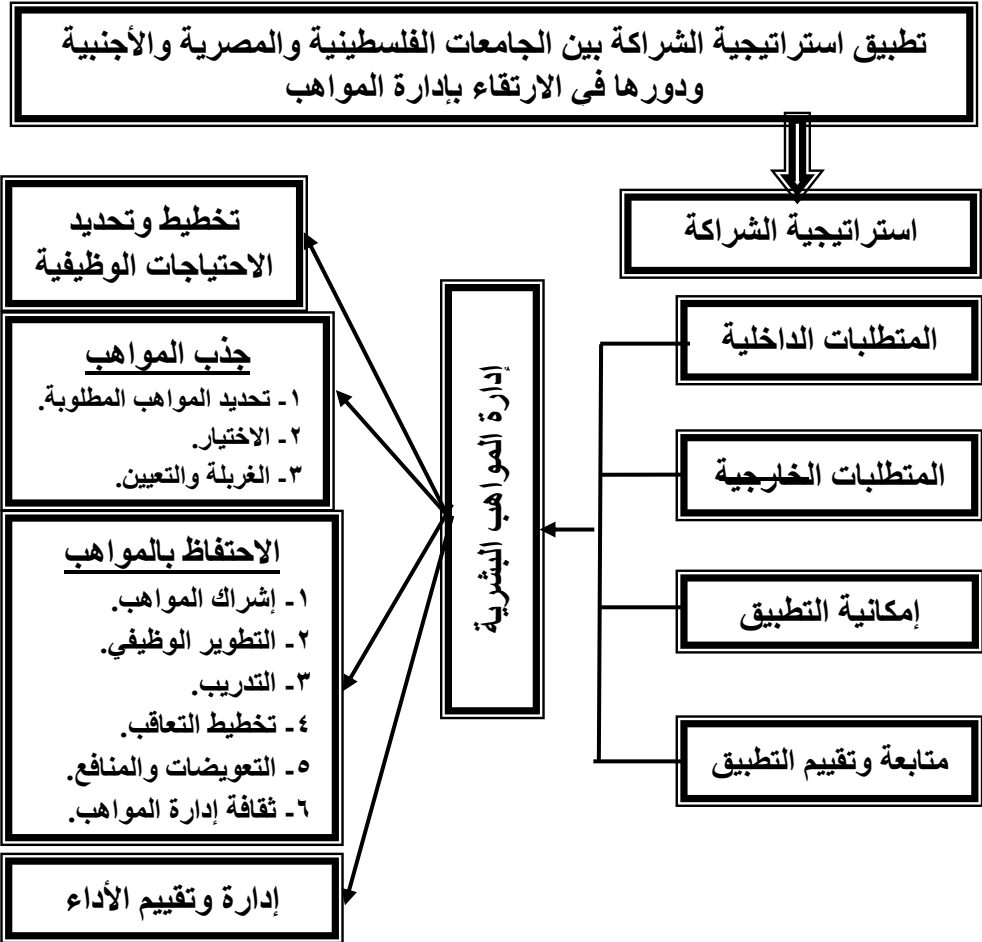 تطبيق استراتيجية الشراكة بين الجامعات الفلسطينية والمصرية والأجنبية
ودورها في الارتقاء بإدارة المواهب
استراتيجية الشراكة
المتطلبات الداخلية
المتطلبات الخارجية
إمكانية التطبيق
متابعة وتقييم التطبيق
إدارة المواهب البشرية
تخطيط وتحديد
الاحتياجات الوظيفية
جذب المواهب
١- تحديد المواهب المطلوبة.
٢- الاختيار.
٣- الغربلة والتعيين.
الاحتفاظ بالمواهب
١- إشراك المواهب.
٢- التطوير الوظيفي.
٣- التدريب.
٤- تخطيط التعاقب.
٥- التعويضات والمنافع.
٦- ثقافة إدارة المواهب.
إدارة وتقييم الأداء